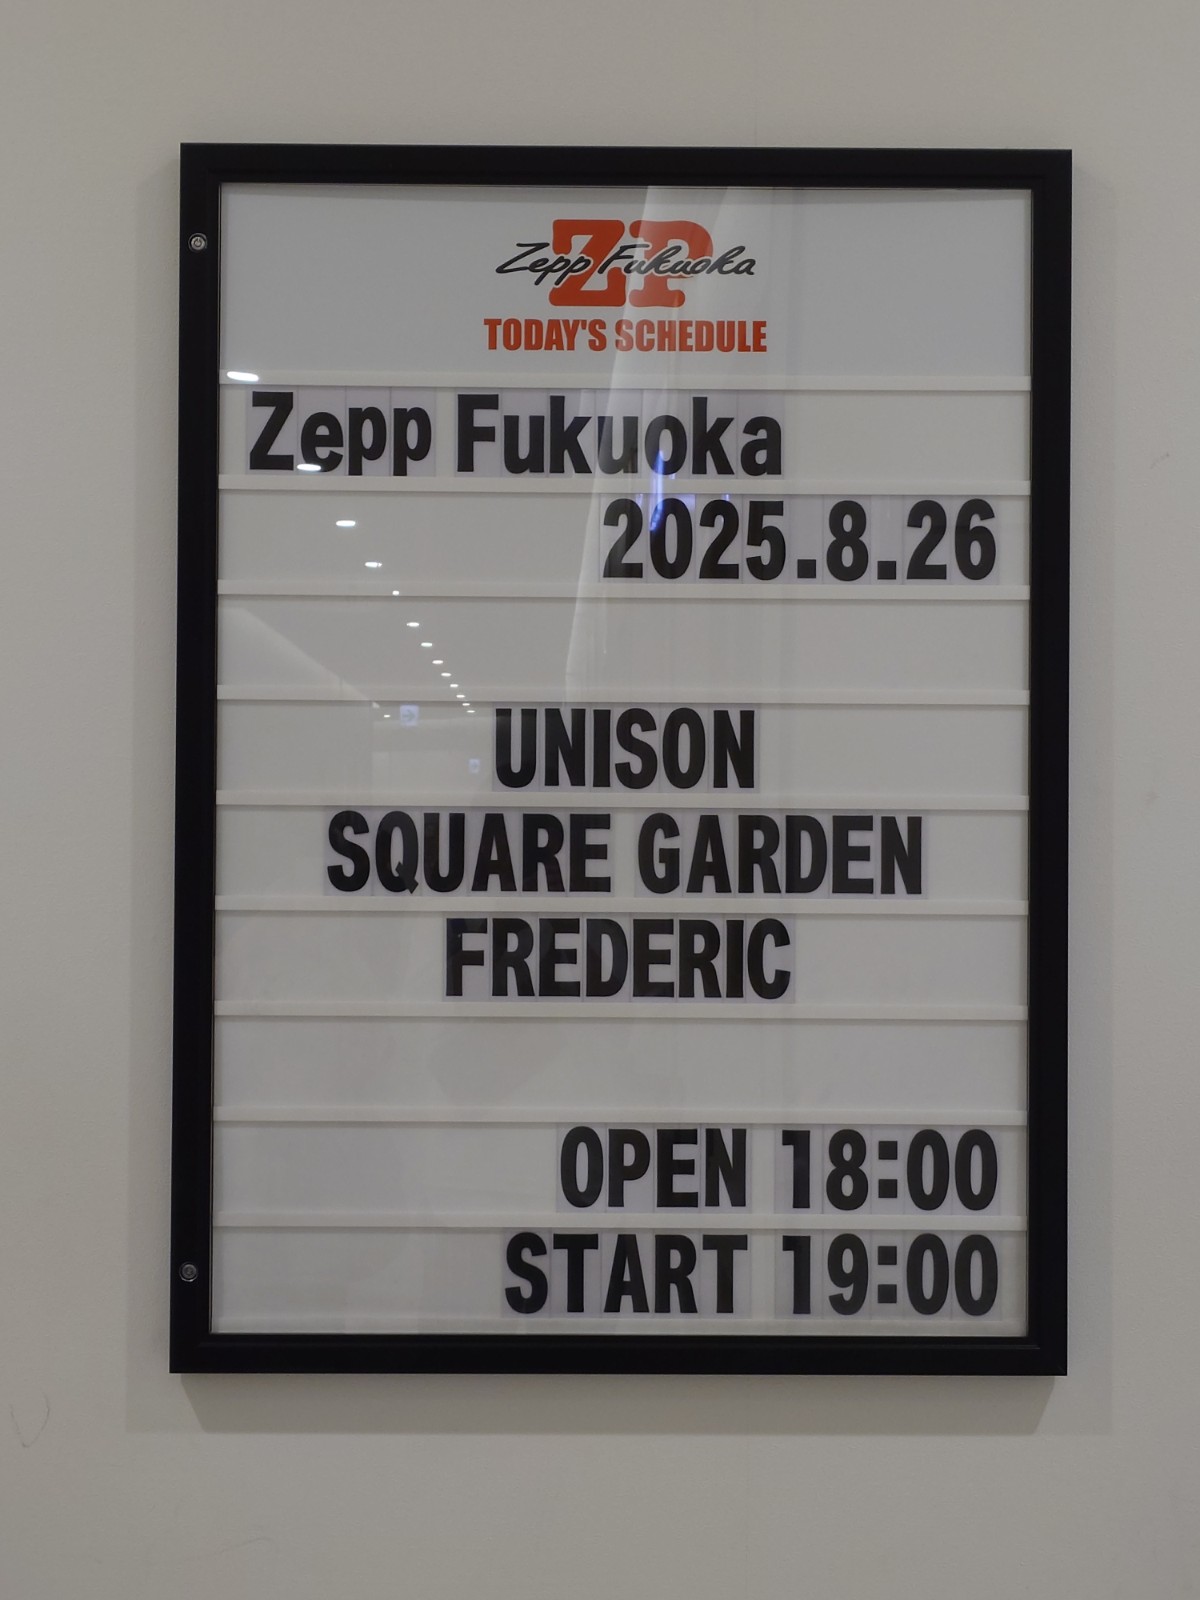 ZP
Zepp Fukuoka
TODAY'S SCHEDULE
Zepp Fukuoka
2025.8.26
UNISON
SQUARE GARDEN
FREDERIC
OPEN 18:00
START 19:00